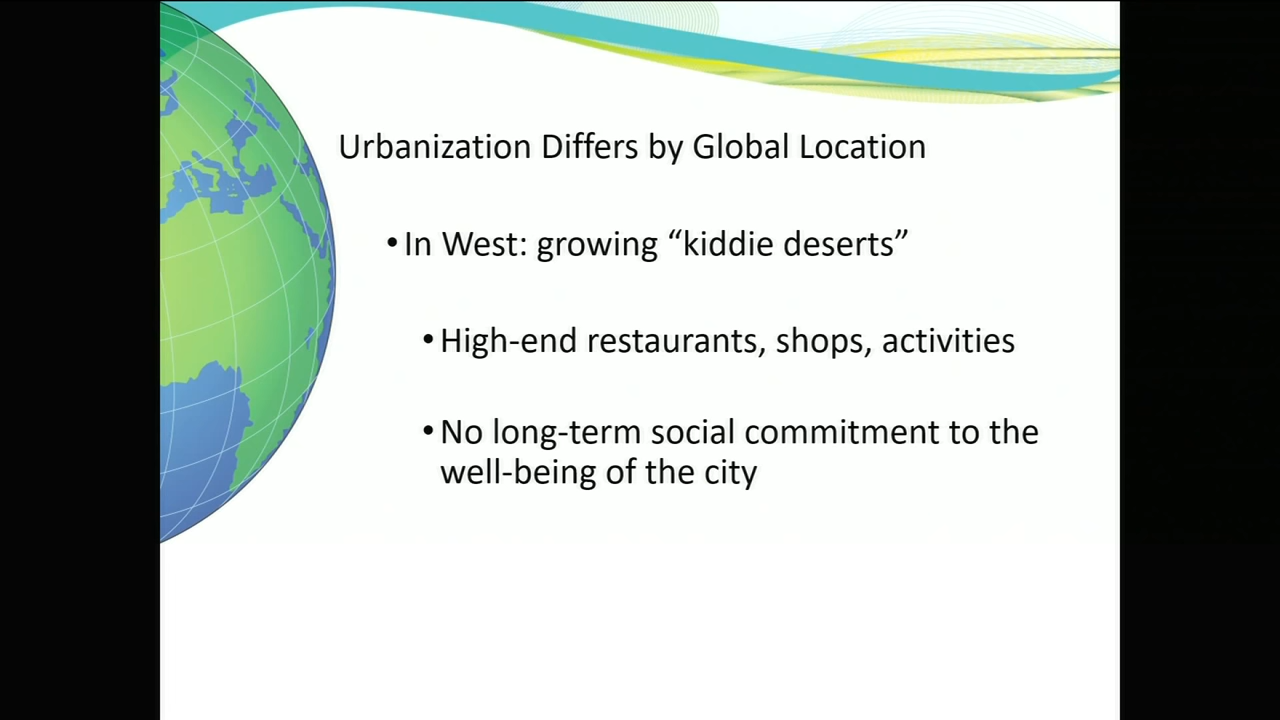 Urbanization Differs by Global Location
•In West: growing “kiddie deserts”
•High-end restaurants, shops, activities
•No long-term social commitment to the
well-being of the city